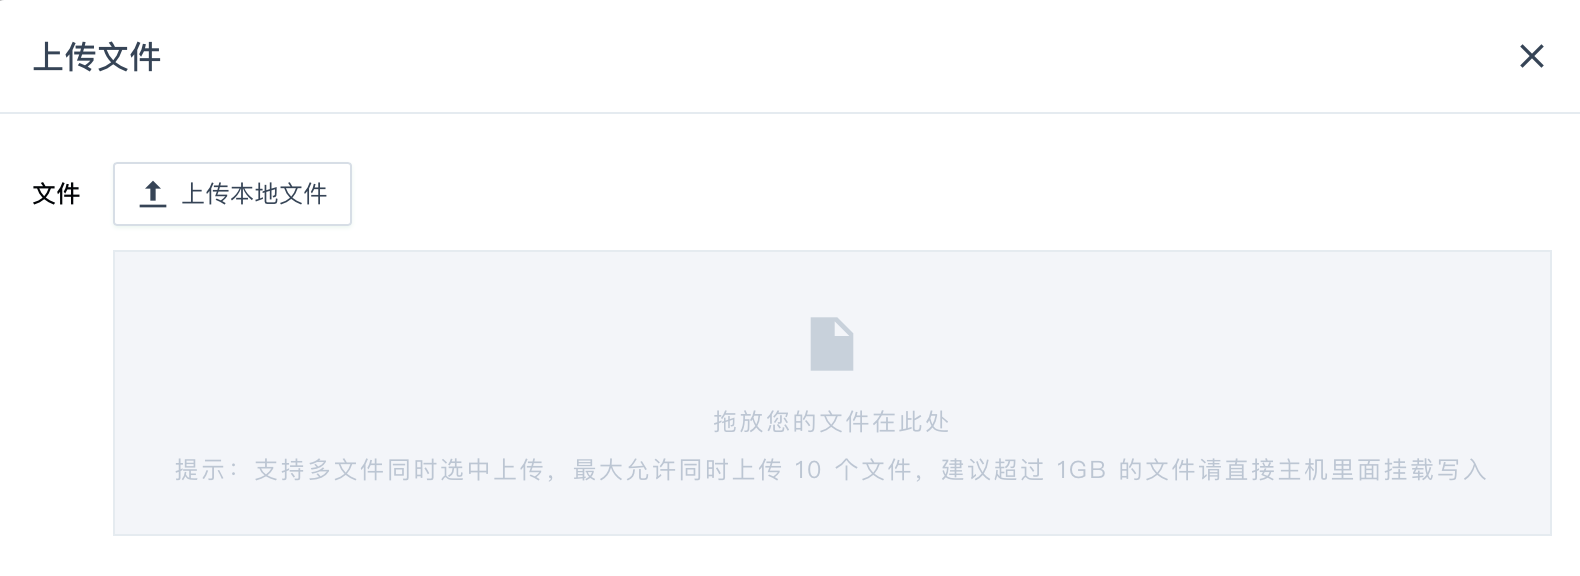 上传文件
文件
上传本地文件
拖放您的文件在此处
提示：支持多文件同时选中上传，最大允许同时上传 10 个文件，建议超过 1GB 的文件请直接主机里面挂载写入